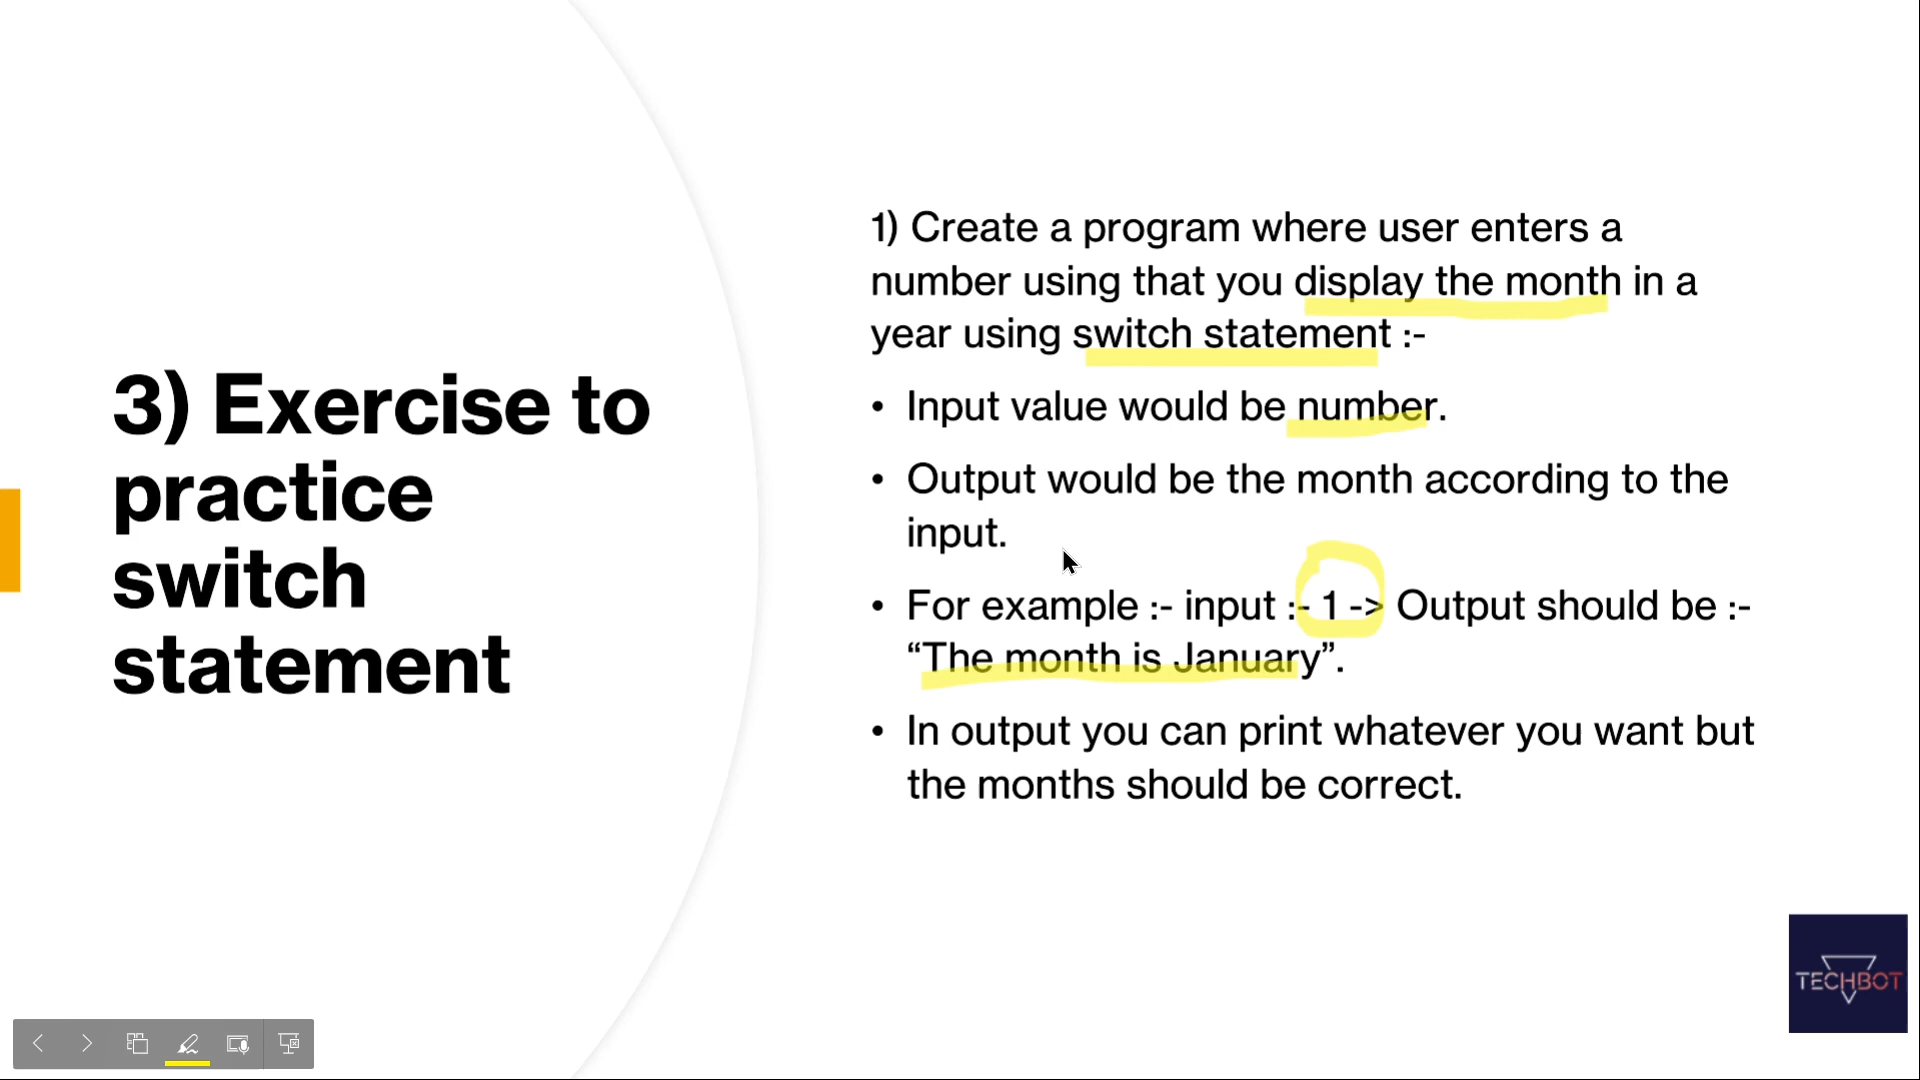 3) Exercise to
practice
switch
statement
1) Create a program where user enters a
number using that you display the month in a
year using switch statement :-
• Input value would be number.
• Output would be the month according to the
input.
• For example :- input :- 1 -> Output should be :-
“The month is January”.
• In output you can print whatever you want but
the months should be correct.
TECHBOT